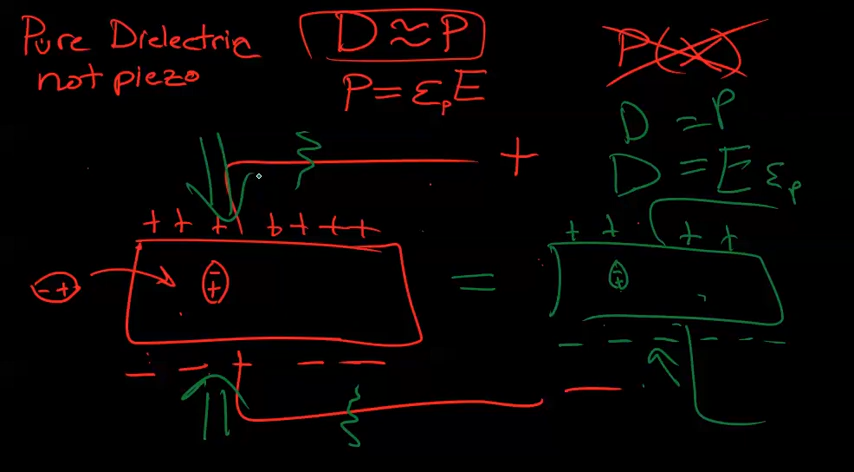 Pure Dielectric
not piezo
D ≈ P
P = ε_p E
P(X)
D = P
D = E ε_p
+
+ + + + + + +
+ +
+ +
- +
-
+
=
-
+
- - - -
- - - - -
-